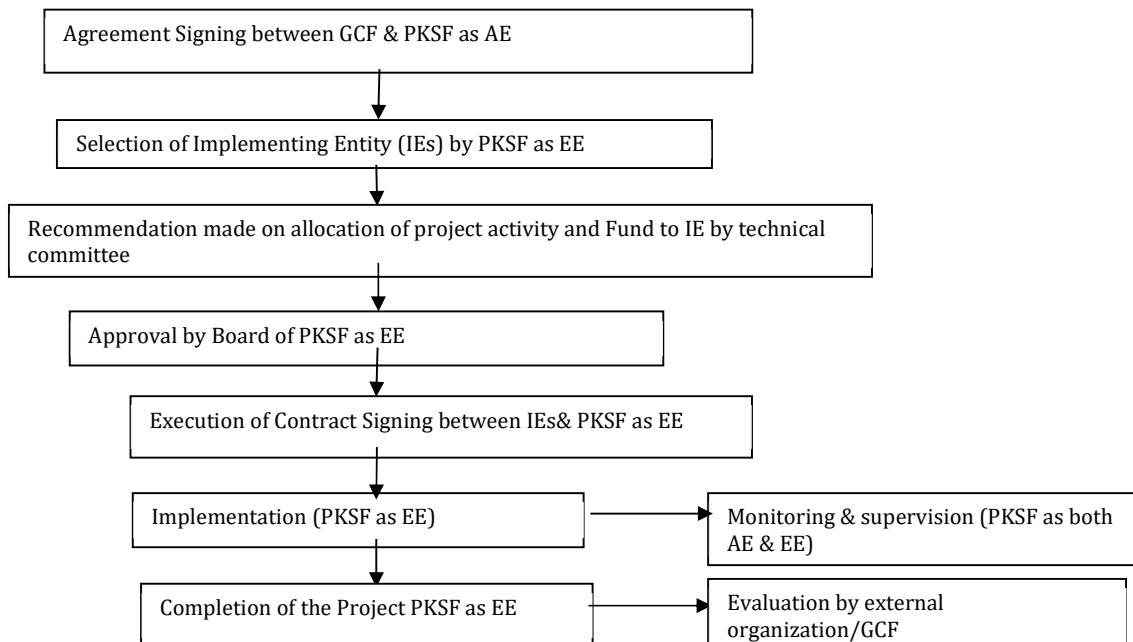 Agreement Signing between GCF & PKSF as AE
Selection of Implementing Entity (IEs) by PKSF as EE
Recommendation made on allocation of project activity and Fund to IE by technical
committee
Approval by Board of PKSF as EE
Execution of Contract Signing between IEs& PKSF as EE
Implementation (PKSF as EE)
Monitoring & supervision (PKSF as both
AE & EE)
Completion of the Project PKSF as EE
Evaluation by external
organization/GCF